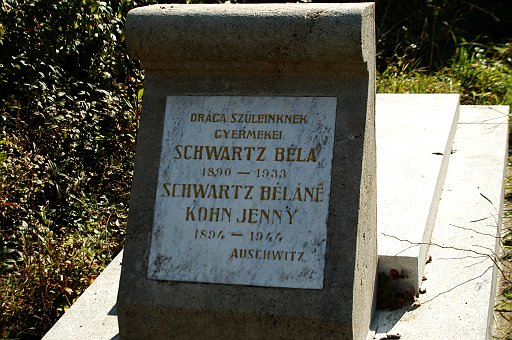 DRÁGA SZÜLEINKNEK
GYERMEKEI
SCHWARTZ BÉLA
1890 — 1933
SCHWARTZ BÉLÁNÉ
KOHN JENNY
1894 — 1944
AUSCHWITZ.